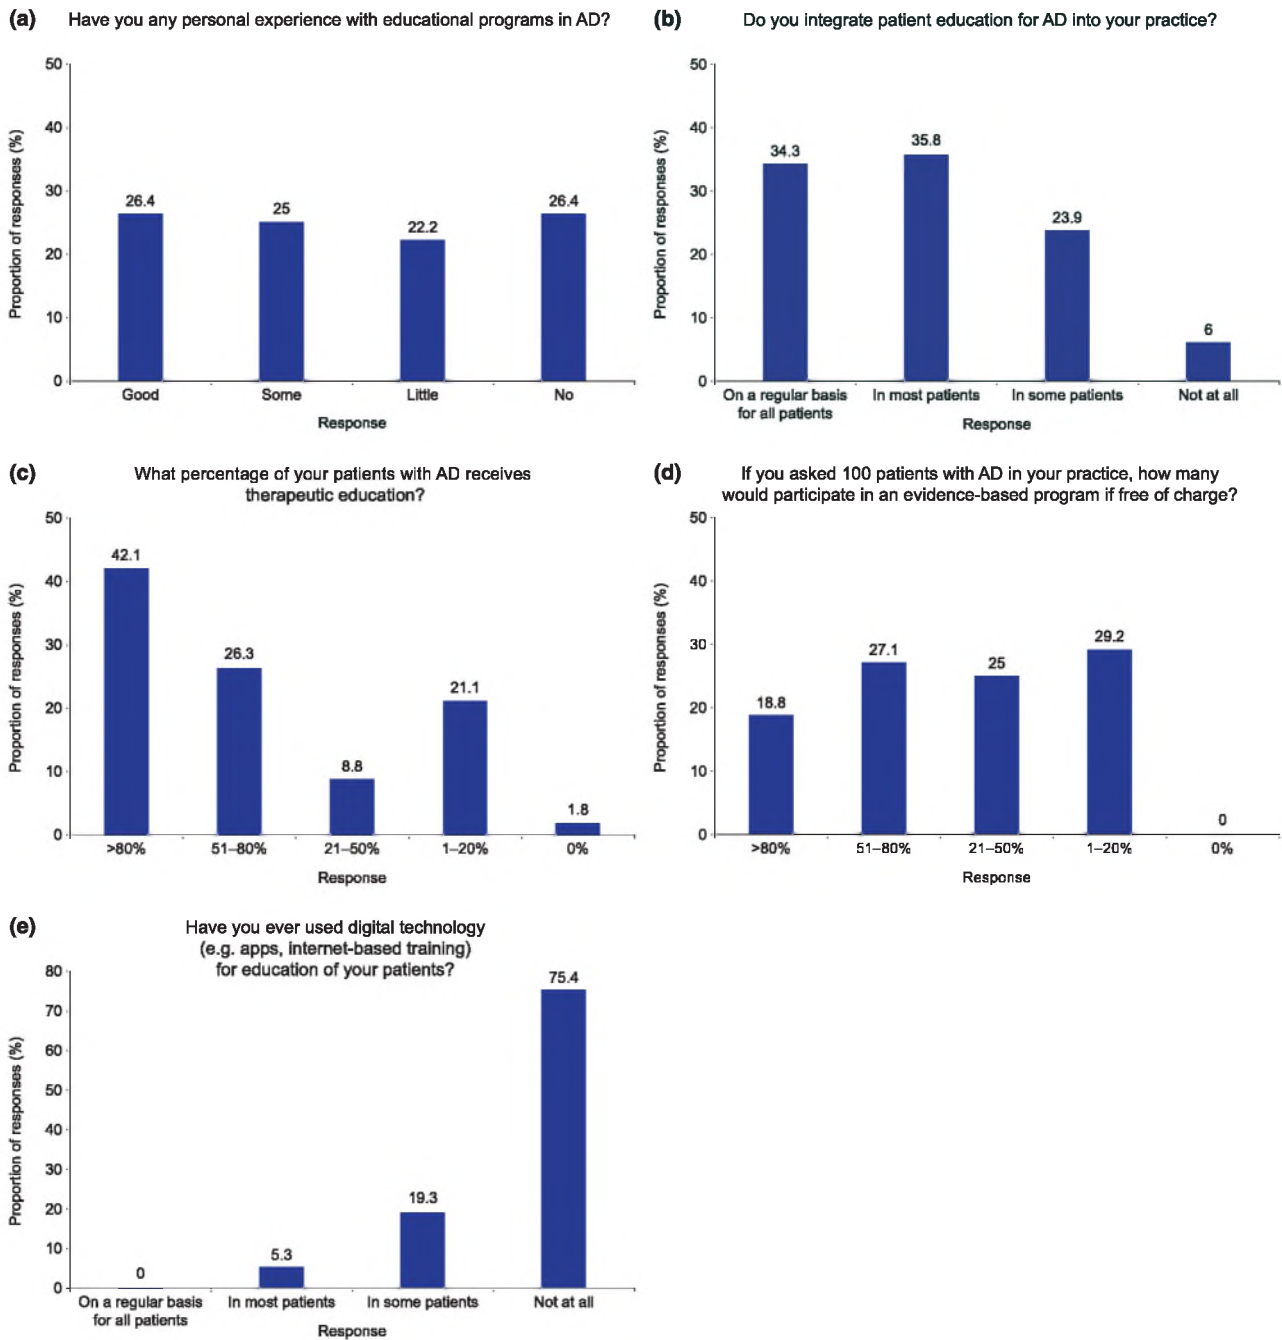 (a) Have you any personal experience with educational programs in AD?
Proportion of responses (%)
50
40
30
20
10
0
26.4
25
22.2
26.4
Good Some Little No
Response
(b) Do you integrate patient education for AD into your practice?
Proportion of responses (%)
50
40
30
20
10
0
34.3
35.8
23.9
6
On a regular basis In most patients In some patients Not at all
for all patients
Response
(c) What percentage of your patients with AD receives
therapeutic education?
Proportion of responses (%)
50
40
30
20
10
0
42.1
26.3
8.8
21.1
1.8
>80% 51–80% 21–50% 1–20% 0%
Response
(d) If you asked 100 patients with AD in your practice, how many
would participate in an evidence-based program if free of charge?
Proportion of responses (%)
50
40
30
20
10
0
18.8
27.1
25
29.2
0
>80% 51–80% 21–50% 1–20% 0%
Response
(e) Have you ever used digital technology
(e.g. apps, internet-based training)
for education of your patients?
Proportion of responses (%)
80
70
60
50
40
30
20
10
0
0
5.3
19.3
75.4
On a regular basis In most patients In some patients Not at all
for all patients
Response